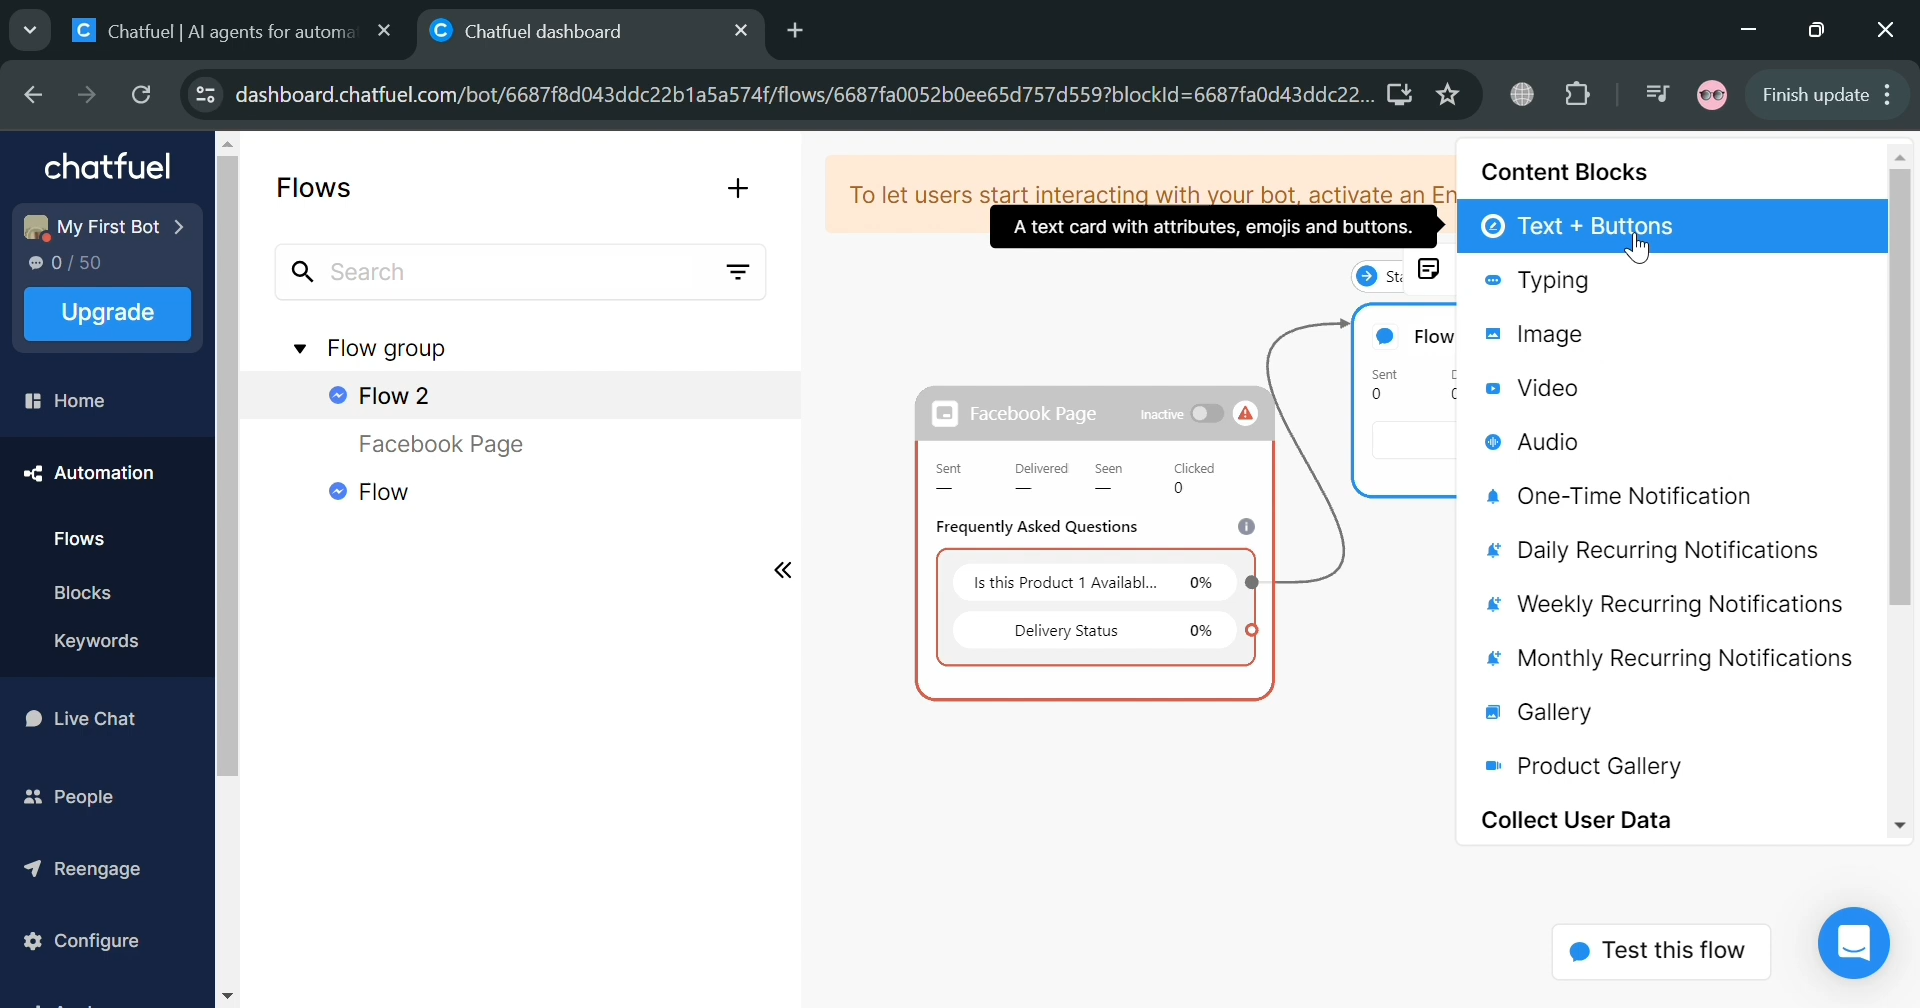 Chatfuel | AI agents for automa
Chatfuel dashboard
dashboard.chatfuel.com/bot/6687f8d043ddc22b1a5a574f/flows/6687fa0052b0ee65d757d559?blockId=6687fa0d43ddc22...
Finish update
chatfuel
My First Bot
0 / 50
Upgrade
Home
Automation
Flows
Blocks
Keywords
Live Chat
People
Reengage
Configure
Flows
Search
Flow group
Flow 2
Facebook Page
Flow
To let users start interacting with your bot, activate an En
A text card with attributes, emojis and buttons.
Sta
Flow
Sent
0
Facebook Page
Inactive
Sent Delivered Seen Clicked
— — — 0
Frequently Asked Questions
Is this Product 1 Availabl... 0%
Delivery Status 0%
Content Blocks
Text + Buttons
Typing
Image
Video
Audio
One-Time Notification
Daily Recurring Notifications
Weekly Recurring Notifications
Monthly Recurring Notifications
Gallery
Product Gallery
Collect User Data
Test this flow